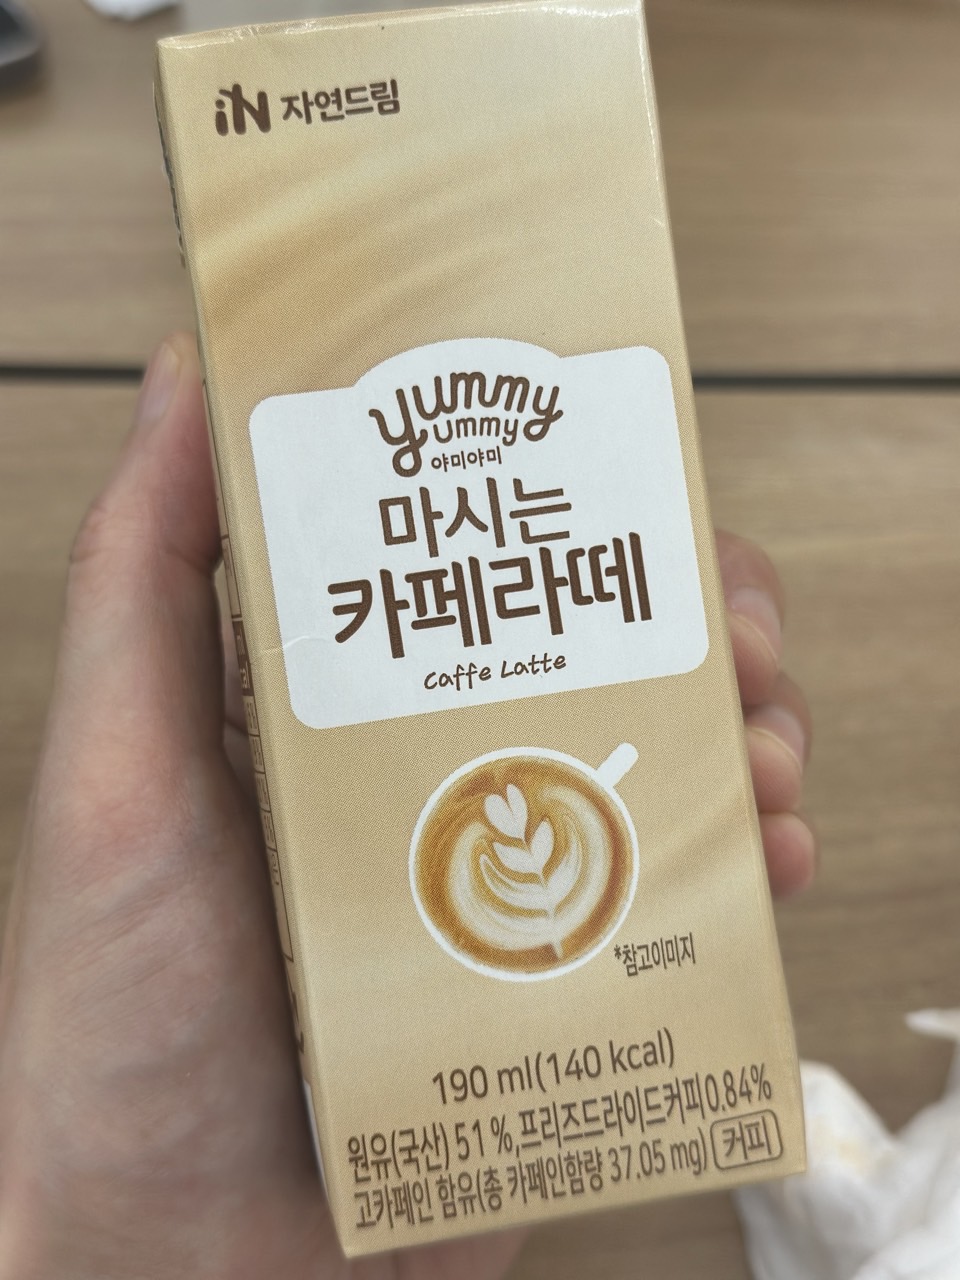 iN 자연드림
yummy
ummy
야미야미
마시는
카페라떼
Caffe Latte
*참고이미지
190 ml(140 kcal)
원유(국산) 51 %, 프리즈드라이드커피 0.84%
고카페인 함유(총 카페인함량 37.05 mg) 커피